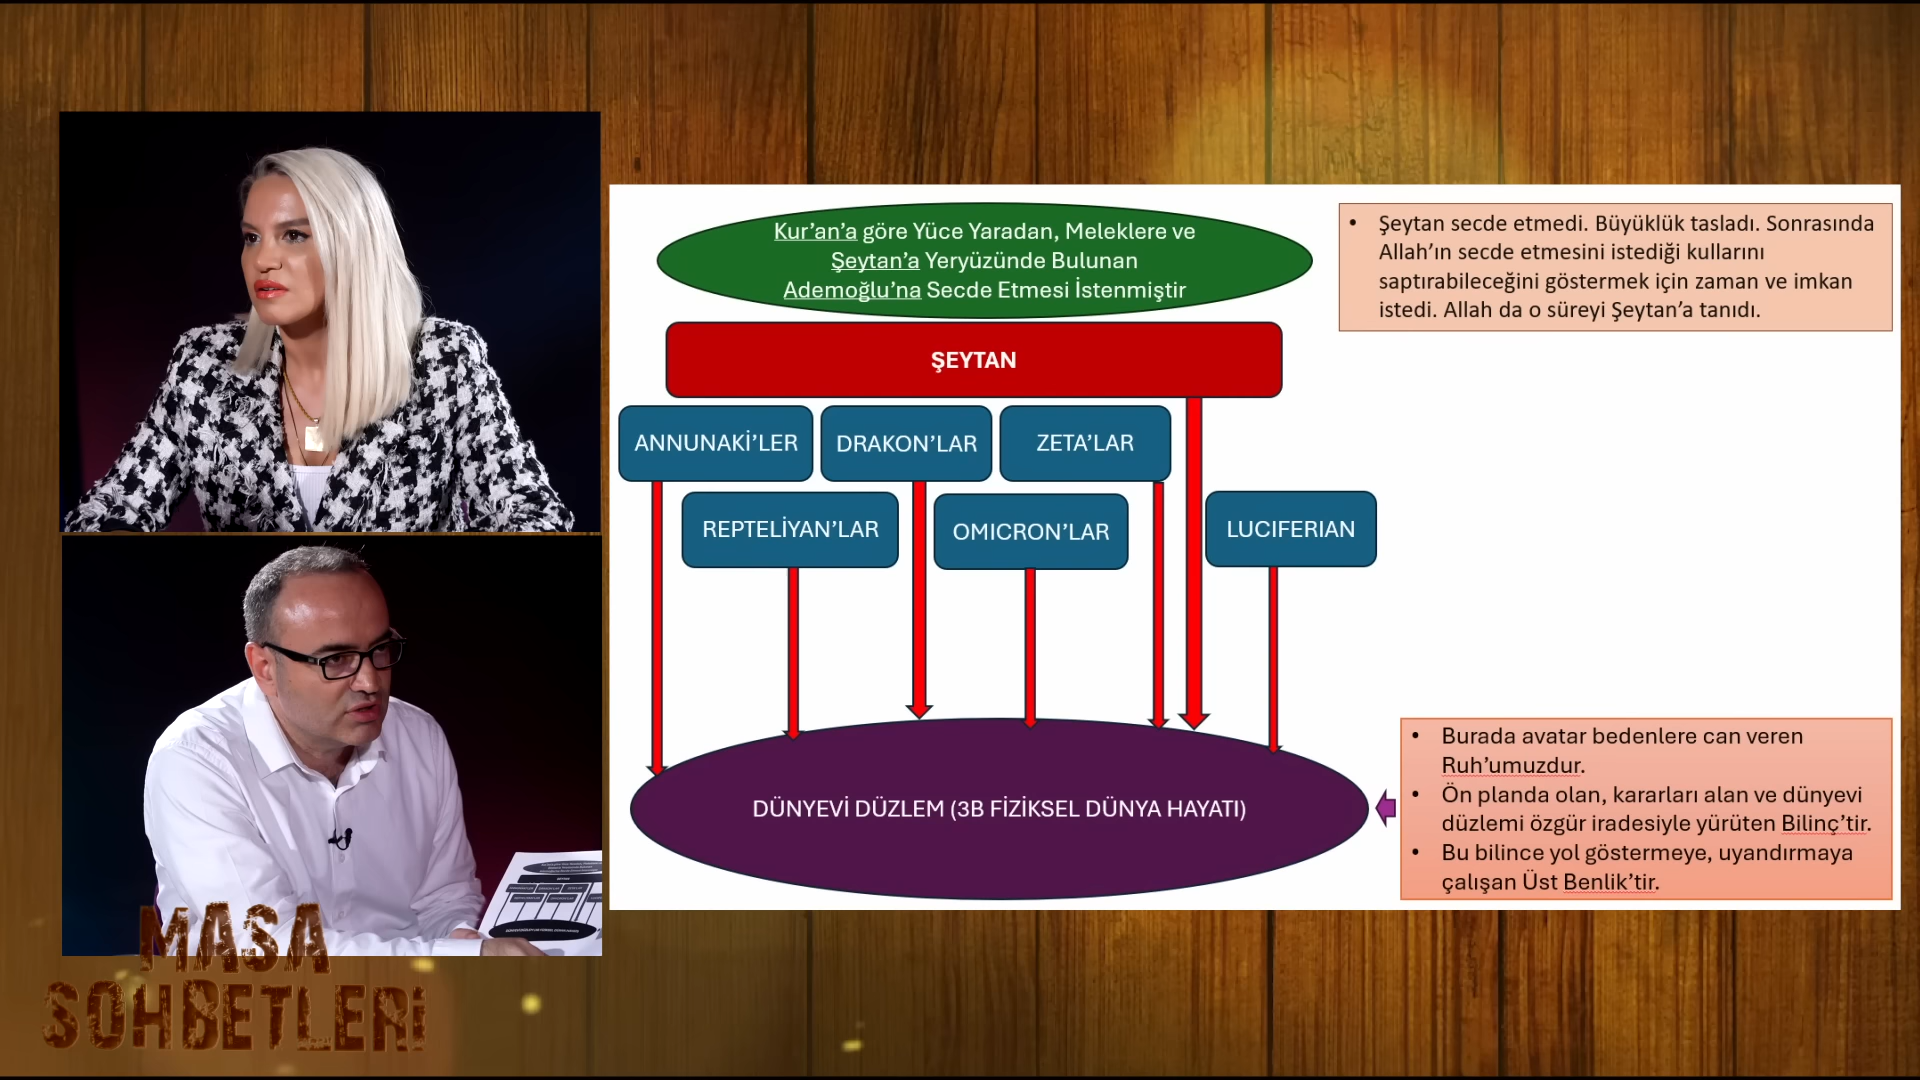 Kur’an’a göre Yüce Yaradan, Meleklere ve
Şeytan’a Yeryüzünde Bulunan
Ademoğlu’na Secde Etmesi İstenmiştir
• Şeytan secde etmedi. Büyüklük tasladı. Sonrasında
Allah’ın secde etmesini istediği kullarını
saptırabileceğini göstermek için zaman ve imkan
istedi. Allah da o süreyi Şeytan’a tanıdı.
ŞEYTAN
ANNUNAKİ’LER
DRAKON’LAR
ZETA’LAR
REPTELİYAN’LAR
OMICRON’LAR
LUCIFERIAN
DÜNYEVİ DÜZLEM (3B FİZİKSEL DÜNYA HAYATI)
• Burada avatar bedenlere can veren
Ruh’umuzdur.
• Ön planda olan, kararları alan ve dünyevi
düzlemi özgür iradesiyle yürüten Bilinç’tir.
• Bu bilince yol göstermeye, uyandırmaya
çalışan Üst Benlik’tir.
MASA
SOHBETLERİ